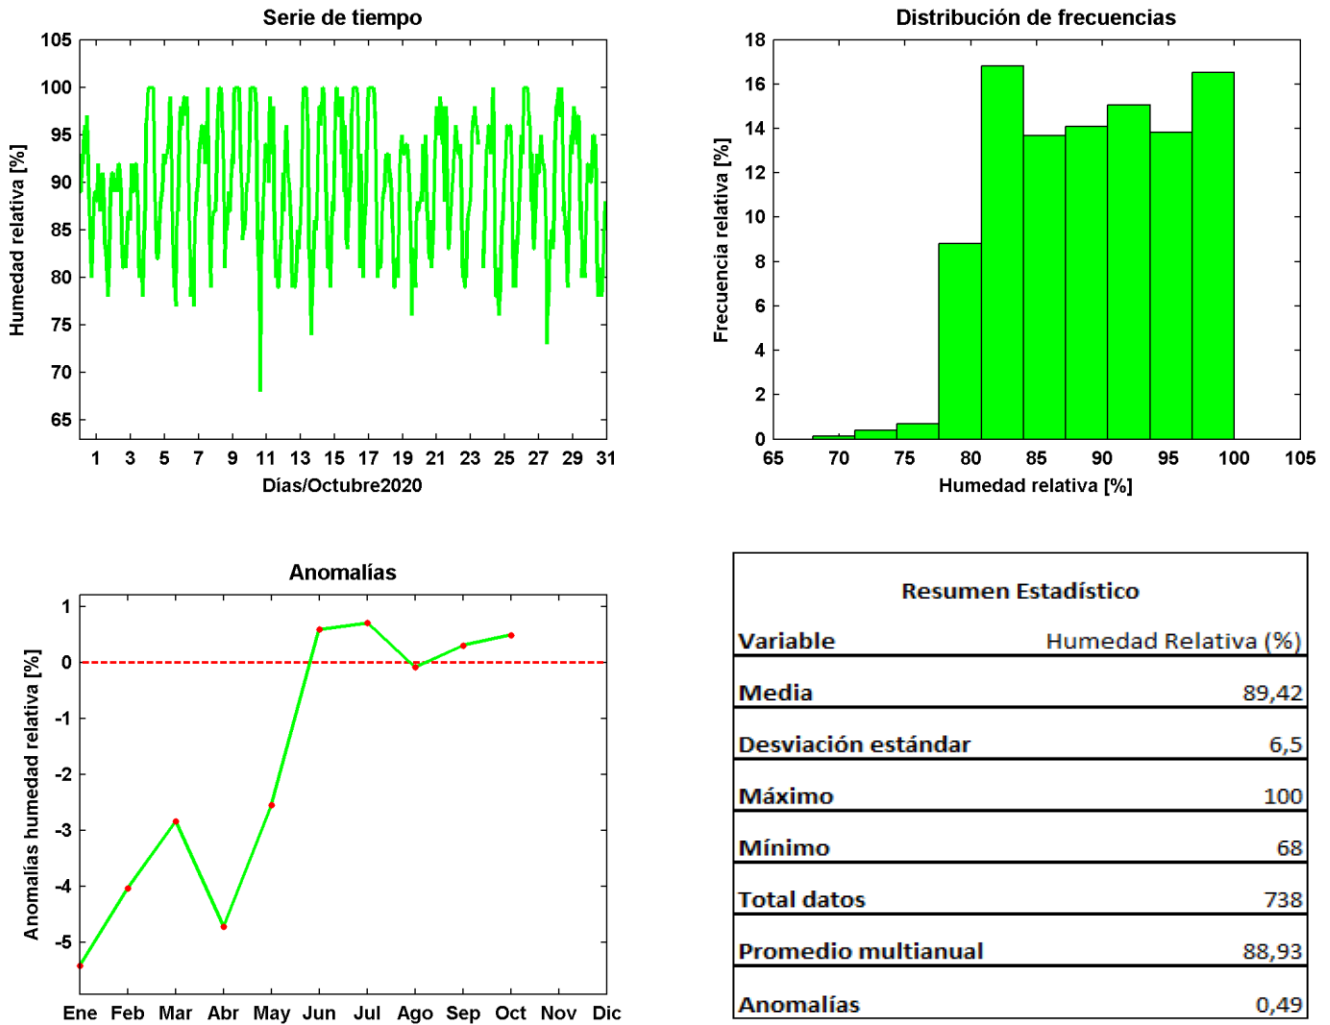 Serie de tiempo
105
100
95
90
85
80
75
70
65
Humedad relativa [%]
1 3 5 7 9 11 13 15 17 19 21 23 25 27 29 31
Días/Octubre2020
Distribución de frecuencias
18
16
14
12
10
8
6
4
2
0
Frecuencia relativa [%]
65 70 75 80 85 90 95 100 105
Humedad relativa [%]
Anomalías
1
0
-1
-2
-3
-4
-5
Anomalías humedad relativa [%]
Ene Feb Mar Abr May Jun Jul Ago Sep Oct Nov Dic
Resumen Estadístico
Variable Humedad Relativa (%)
Media 89,42
Desviación estándar 6,5
Máximo 100
Mínimo 68
Total datos 738
Promedio multianual 88,93
Anomalías 0,49